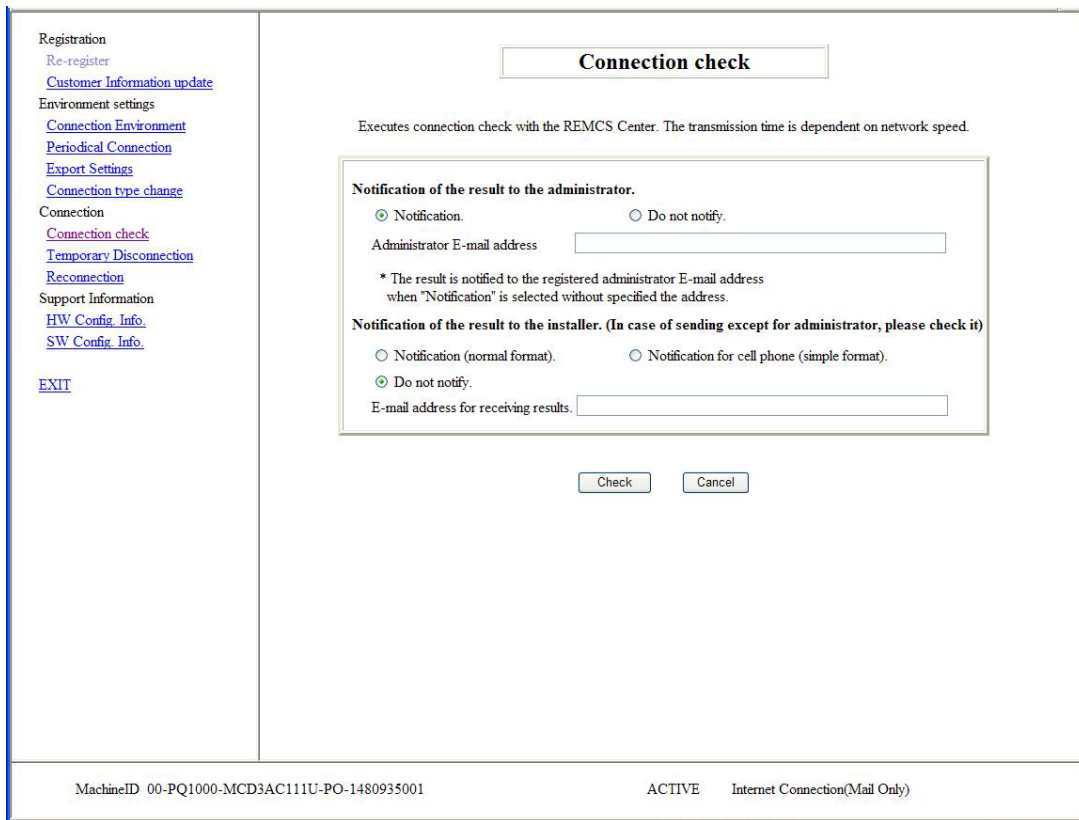 Registration
Re-register
Customer Information update
Environment settings
Connection Environment
Periodical Connection
Export Settings
Connection type change
Connection
Connection check
Temporary Disconnection
Reconnection
Support Information
HW Config. Info.
SW Config. Info.
EXIT
Connection check
Executes connection check with the REMCS Center. The transmission time is dependent on network speed.
Notification of the result to the administrator.
Notification. Do not notify.
Administrator E-mail address
* The result is notified to the registered administrator E-mail address
when "Notification" is selected without specified the address.
Notification of the result to the installer. (In case of sending except for administrator, please check it)
Notification (normal format). Notification for cell phone (simple format).
Do not notify.
E-mail address for receiving results.
Check Cancel
MachineID 00-PQ1000-MCD3AC111U-PO-1480935001 ACTIVE Internet Connection(Mail Only)